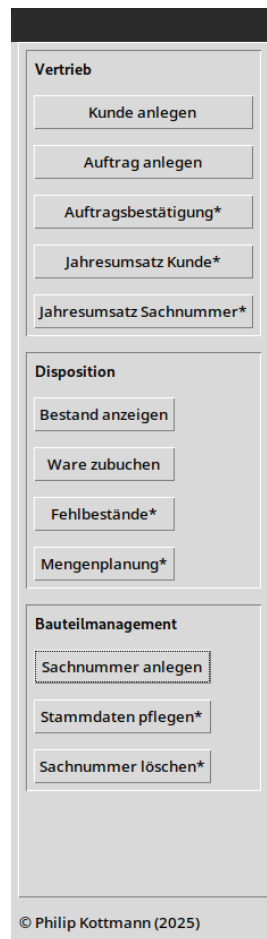 Vertrieb
Kunde anlegen
Auftrag anlegen
Auftragsbestätigung*
Jahresumsatz Kunde*
Jahresumsatz Sachnummer*
Disposition
Bestand anzeigen
Ware zubuchen
Fehlbestände*
Mengenplanung*
Bauteilmanagement
Sachnummer anlegen
Stammdaten pflegen*
Sachnummer löschen*
© Philip Kottmann (2025)